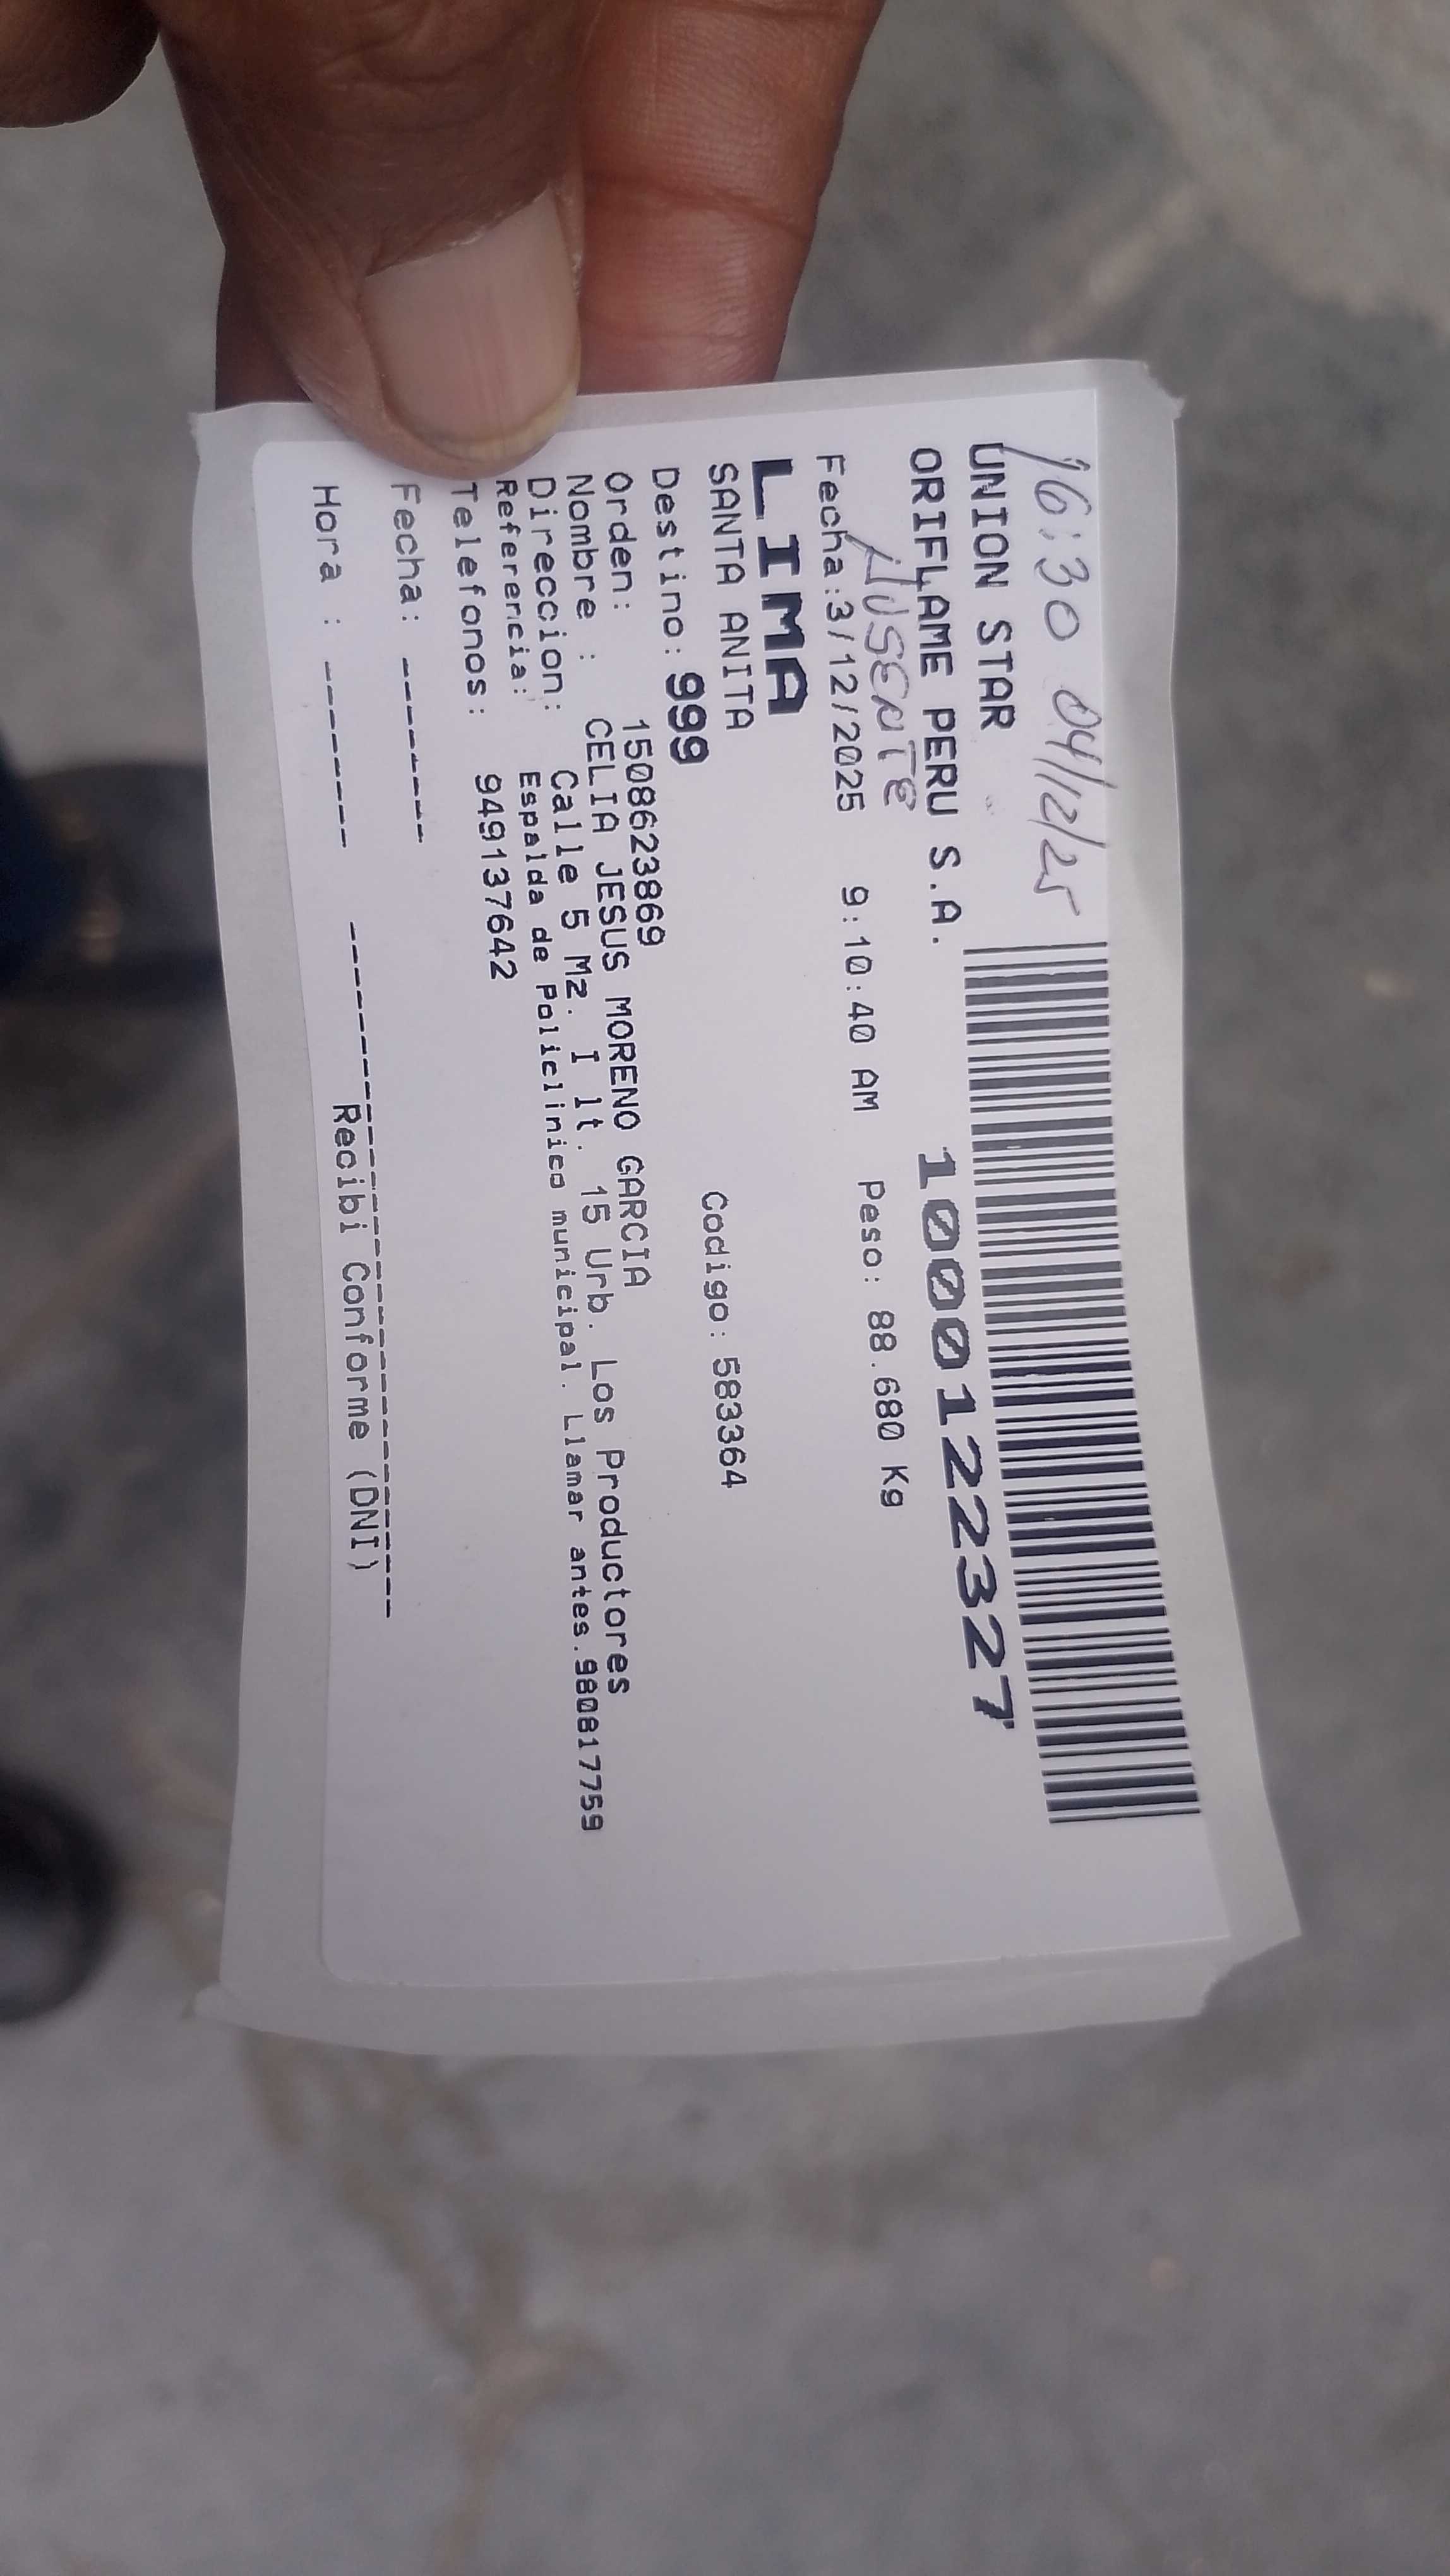 16:30 04/12/25
UNION STAR
ORIFLAME PERU S.A. 1000122327
AUSENTE
Fecha:3/12/2025 9:10:40 AM Peso: 88.680 Kg
LIMA
SANTA ANITA
Destino: 999 Codigo: 583364
Orden: 1508623869
Nombre : CELIA JESUS MORENO GARCIA
Direccion: Calle 5 Mz. I lt. 15 Urb. Los Productores
Referencia: Espalda de Policlinico municipal. Llamar antes.980817759
Telefonos: 949137642
Fecha: -------
Hora : -------
Recibi Conforme (DNI)